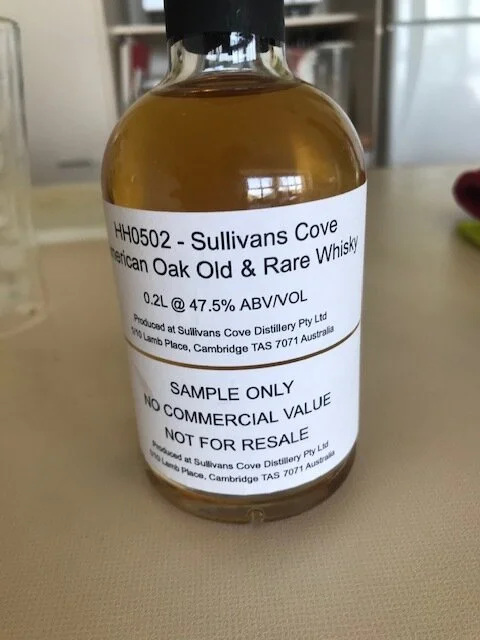 HH0502 - Sullivans Cove
merican Oak Old & Rare Whisky
0.2L @ 47.5% ABV/VOL
Produced at Sullivans Cove Distillery Pty Ltd
1/10 Lamb Place, Cambridge TAS 7071 Australia
SAMPLE ONLY
NO COMMERCIAL VALUE
NOT FOR RESALE
Produced at Sullivans Cove Distillery Pty Ltd
1/10 Lamb Place, Cambridge TAS 7071 Australia